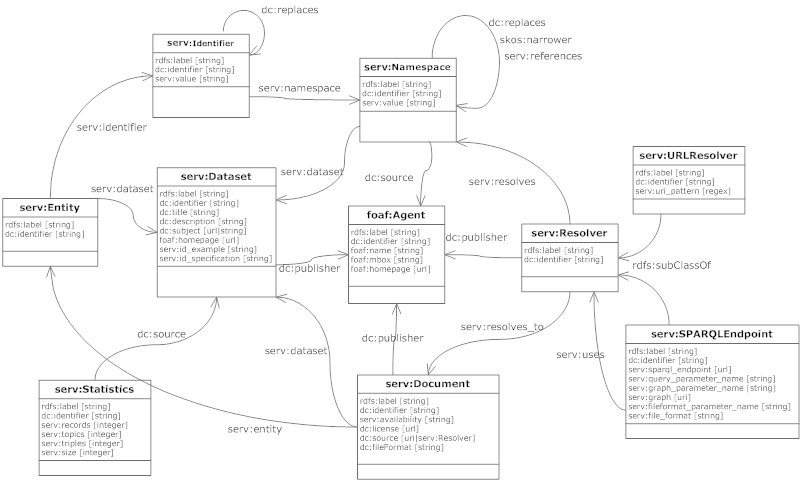 dc:replaces
serv:Identifier
rdfs:label [string]
dc:identifier [string]
serv:value [string]
serv:namespace
dc:replaces
skos:narrower
serv:references
serv:Namespace
rdfs:label [string]
dc:identifier [string]
serv:value [string]
serv:identifier
serv:dataset
dc:source
serv:resolves
serv:URLResolver
rdfs:label [string]
dc:identifier [string]
serv:uri_pattern [regex]
serv:dataset
serv:Dataset
rdfs:label [string]
dc:identifier [string]
dc:title [string]
dc:description [string]
dc:subject [url|string]
foaf:homepage [url]
serv:id_example [string]
serv:id_specification [string]
serv:Entity
rdfs:label [string]
dc:identifier [string]
foaf:Agent
rdfs:label [string]
dc:identifier [string]
foaf:name [string]
foaf:mbox [string]
foaf:homepage [url]
dc:publisher
dc:publisher
serv:Resolver
rdfs:label [string]
dc:identifier [string]
rdfs:subClassOf
dc:source
dc:publisher
serv:resolves_to
serv:dataset
serv:uses
serv:SPARQLEndpoint
rdfs:label [string]
dc:identifier [string]
serv:sparql_endpoint [url]
serv:query_parameter_name [string]
serv:graph_parameter_name [string]
serv:graph [uri]
serv:fileformat_parameter_name [string]
serv:file_format [string]
serv:Statistics
rdfs:label [string]
dc:identifier [string]
serv:records [integer]
serv:topics [integer]
serv:triples [integer]
serv:size [integer]
serv:entity
serv:Document
rdfs:label [string]
dc:identifier [string]
serv:availability [string]
dc:license [url]
dc:source [uri|serv:Resolver]
dc:fileFormat [string]